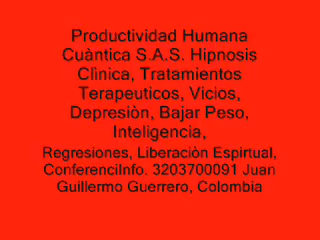 Productividad Humana
Cuàntica S.A.S. Hipnosis
Clìnica, Tratamientos
Terapeuticos, Vicios,
Depresiòn, Bajar Peso,
Inteligencia,
Regresiones, Liberaciòn Espirtual,
ConferenciInfo. 3203700091 Juan
Guillermo Guerrero, Colombia